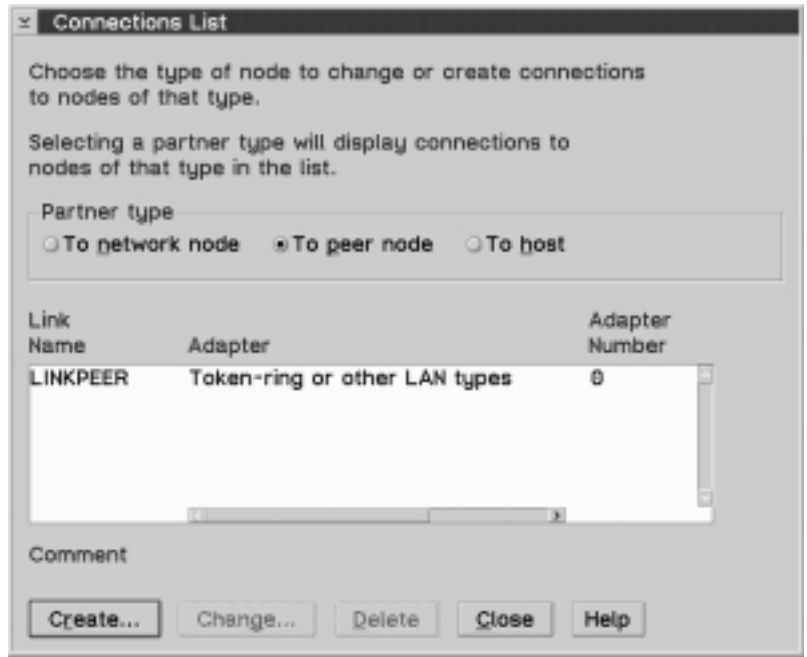 Connections List
Choose the type of node to change or create connections
to nodes of that type.
Selecting a partner type will display connections to
nodes of that type in the list.
Partner type
To network node To peer node To host
Link Adapter
Name Adapter Number
LINKPEER Token-ring or other LAN types 0
Comment
Create... Change... Delete Close Help